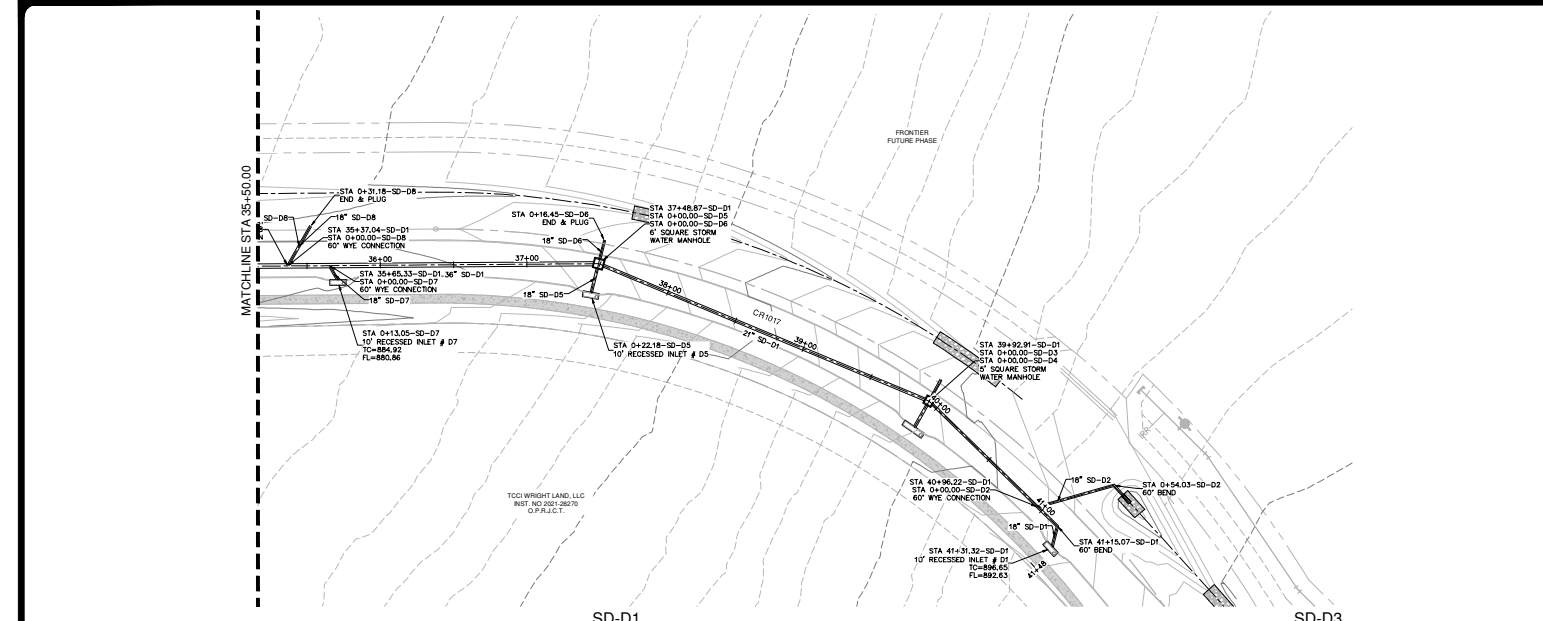 FRONTIER
FUTURE PHASE
MATCHLINE STA 35+50.00
STA 0+31.18-SD-D8
END & PLUG
SD-D8
18" SD-D8
STA 35+37.04-SD-D1
STA 0+00.00-SD-D8
60° WYE CONNECTION
36+00
37+00
STA 35+65.33-SD-D1
36" SD-D1
STA 0+00.00-SD-D7
60° WYE CONNECTION
18" SD-D7
STA 0+13.05-SD-D7
10' RECESSED INLET # D7
TC=884.92
FL=880.86
STA 0+16.45-SD-D6
END & PLUG
18" SD-D6
STA 37+48.87-SD-D1
STA 0+00.00-SD-D5
STA 0+00.00-SD-D6
6' SQUARE STORM
WATER MANHOLE
18" SD-D5
STA 0+22.18-SD-D5
10' RECESSED INLET # D5
38+00
CR1017
21" SD-D1
39+00
STA 39+92.91-SD-D1
STA 0+00.00-SD-D3
STA 0+00.00-SD-D4
5' SQUARE STORM
WATER MANHOLE
40+00
STA 40+96.22-SD-D1
STA 0+00.00-SD-D2
60° WYE CONNECTION
18" SD-D2
STA 0+54.03-SD-D2
60° BEND
41+00
18" SD-D1
STA 41+15.07-SD-D1
60° BEND
STA 41+31.32-SD-D1
10' RECESSED INLET # D1
TC=896.65
FL=892.63
41+48
TCCI WRIGHT LAND, LLC
INST. NO 2021-28270
O.P.R.J.C.T.
SD-D1
SD-D3